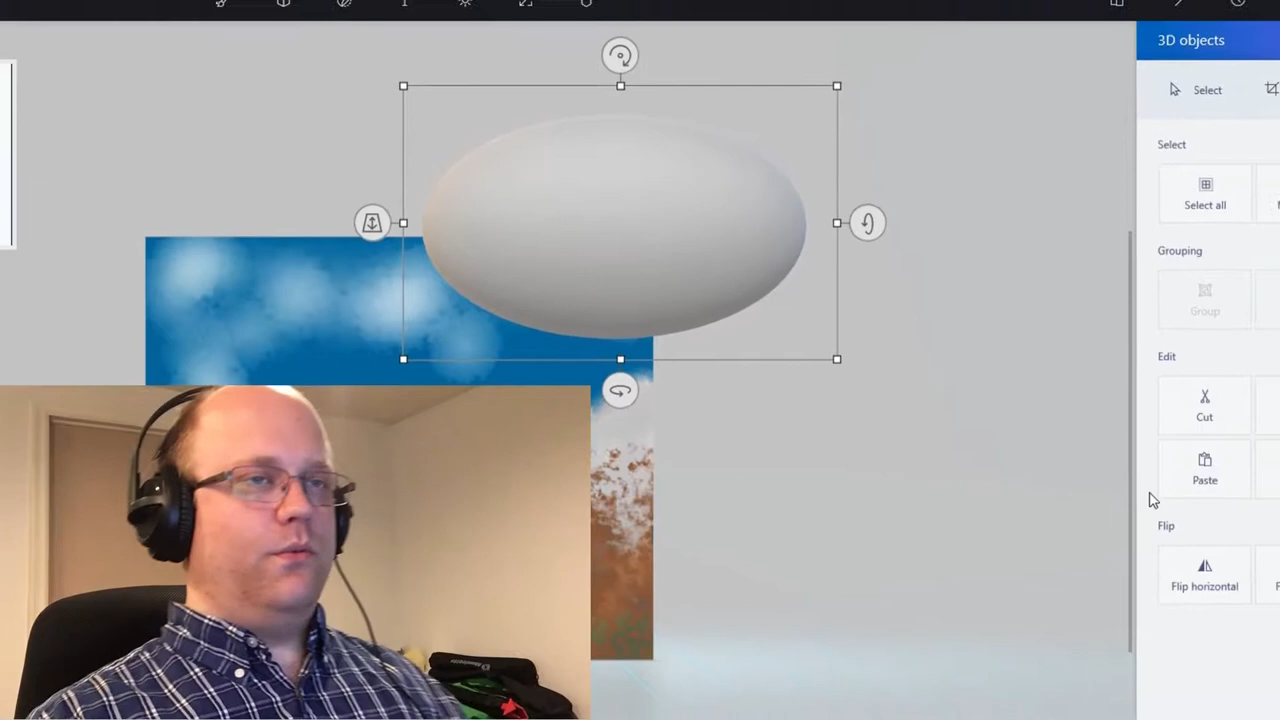 3D objects
Select
Select
Select all
Grouping
Group
Edit
Cut
Paste
Flip
Flip horizontal